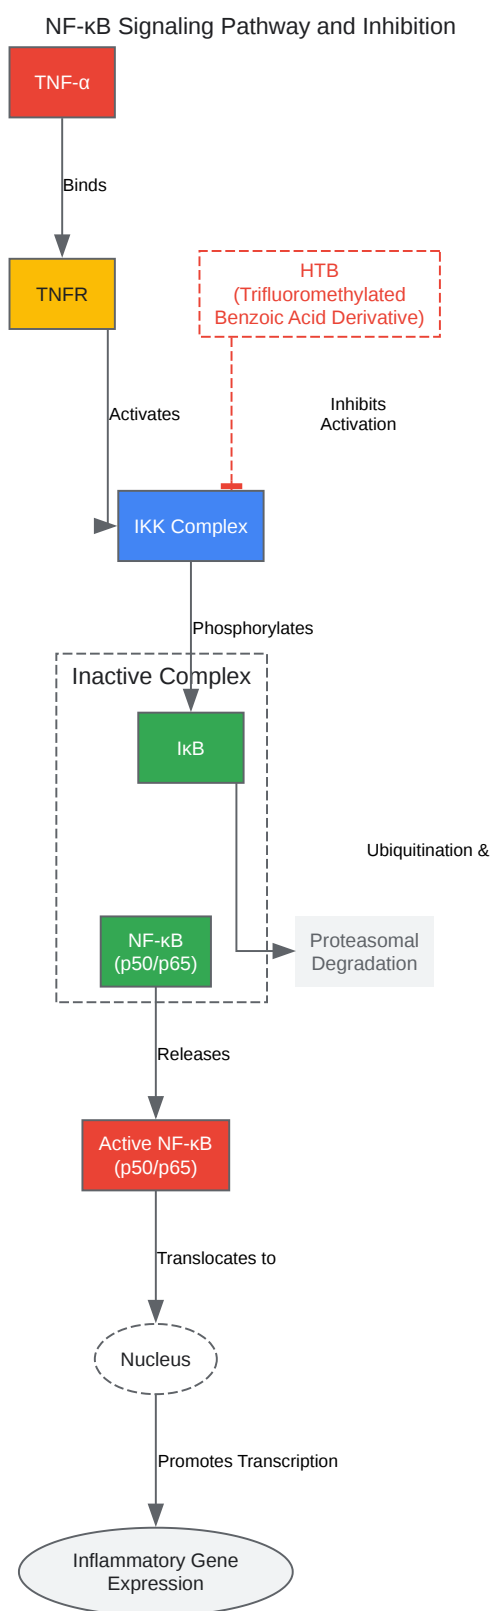 NF-κB Signaling Pathway and Inhibition
TNF-α
Binds
TNFR
HTB
(Trifluoromethylated
Benzoic Acid Derivative)
Activates
Inhibits
Activation
IKK Complex
Phosphorylates
Inactive Complex
IκB
Ubiquitination &
NF-κB
(p50/p65)
Proteasomal
Degradation
Releases
Active NF-κB
(p50/p65)
Translocates to
Nucleus
Promotes Transcription
Inflammatory Gene
Expression